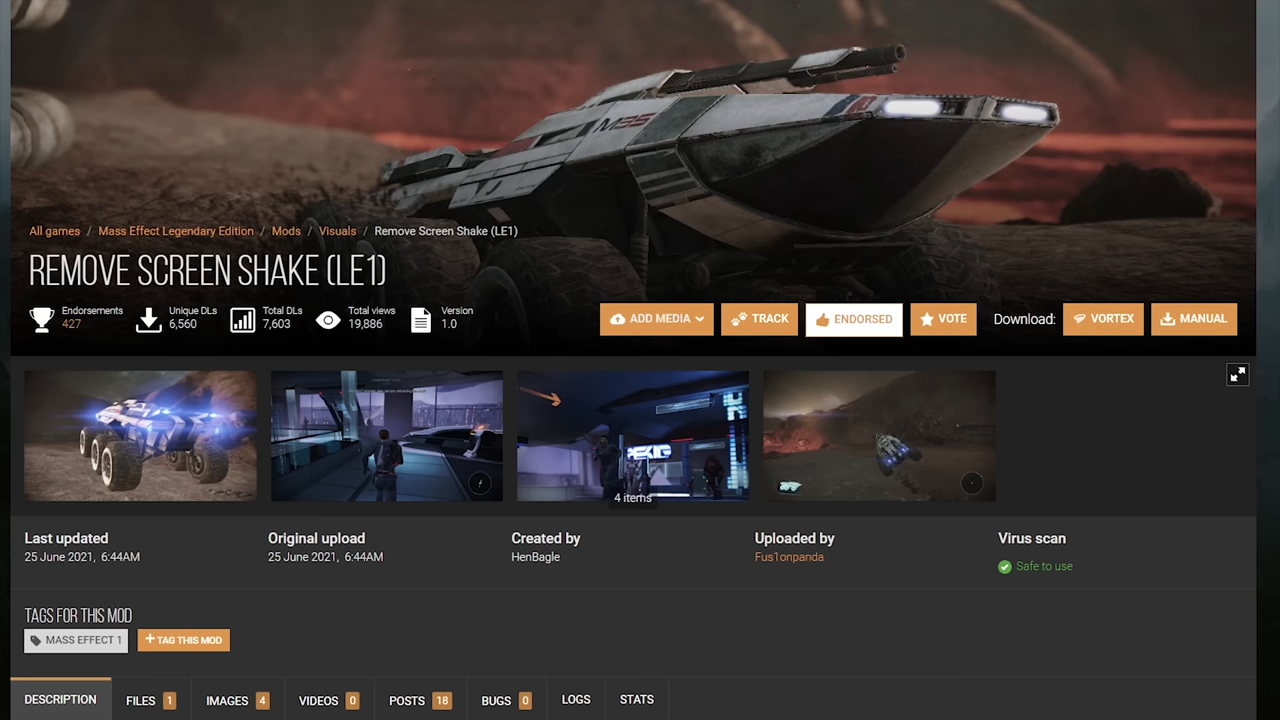 M35
All games / Mass Effect Legendary Edition / Mods / Visuals / Remove Screen Shake (LE1)
REMOVE SCREEN SHAKE (LE1)
Endorsements
427
Unique DLs
6,560
Total DLs
7,603
Total views
19,886
Version
1.0
ADD MEDIA
TRACK
ENDORSED
VOTE
Download:
VORTEX
MANUAL
4 items
Last updated
25 June 2021, 6:44AM
Original upload
25 June 2021, 6:44AM
Created by
HenBagle
Uploaded by
Fus1onpanda
Virus scan
Safe to use
TAGS FOR THIS MOD
MASS EFFECT 1
+ TAG THIS MOD
DESCRIPTION
FILES 1
IMAGES 4
VIDEOS 0
POSTS 18
BUGS 0
LOGS
STATS